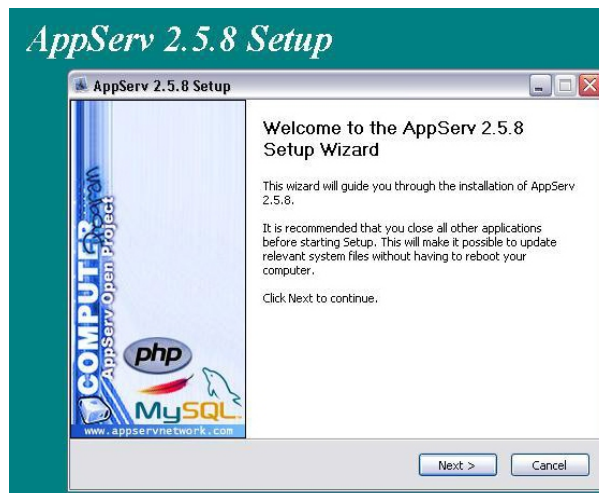 AppServ 2.5.8 Setup
AppServ 2.5.8 Setup
Welcome to the AppServ 2.5.8
Setup Wizard
This wizard will guide you through the installation of AppServ
2.5.8.
It is recommended that you close all other applications
before starting Setup. This will make it possible to update
relevant system files without having to reboot your
computer.
Click Next to continue.
COMPUTER
Program
AppServ Open Project
php
MySQL
www.appservnetwork.com
Next >
Cancel